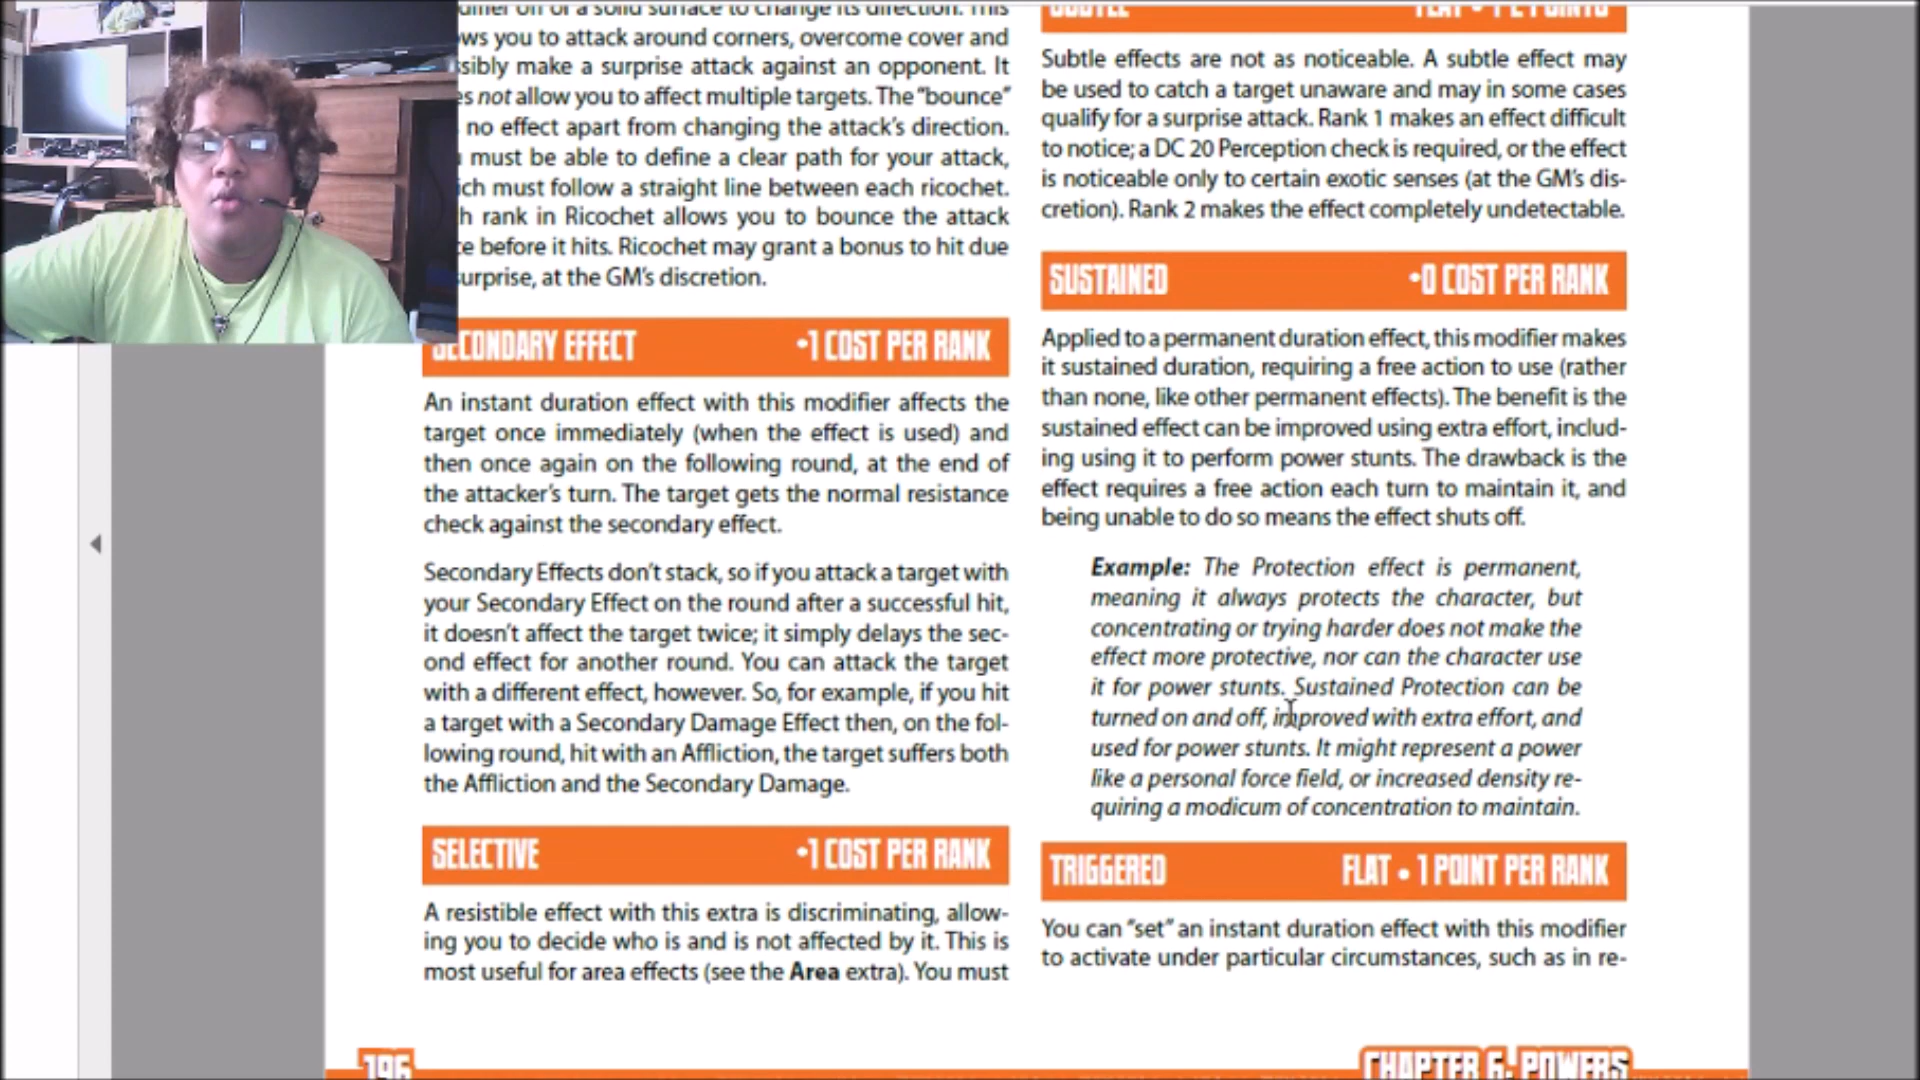 of a solid surface to change its direction. This
ws you to attack around corners, overcome cover and
sibly make a surprise attack against an opponent. It
es not allow you to affect multiple targets. The “bounce”
no effect apart from changing the attack’s direction.
must be able to define a clear path for your attack,
ich must follow a straight line between each ricochet.
h rank in Ricochet allows you to bounce the attack
e before it hits. Ricochet may grant a bonus to hit due
surprise, at the GM’s discretion.
SECONDARY EFFECT •1 COST PER RANK
An instant duration effect with this modifier affects the
target once immediately (when the effect is used) and
then once again on the following round, at the end of
the attacker’s turn. The target gets the normal resistance
check against the secondary effect.
Secondary Effects don’t stack, so if you attack a target with
your Secondary Effect on the round after a successful hit,
it doesn’t affect the target twice; it simply delays the sec-
ond effect for another round. You can attack the target
with a different effect, however. So, for example, if you hit
a target with a Secondary Damage Effect then, on the fol-
lowing round, hit with an Affliction, the target suffers both
the Affliction and the Secondary Damage.
SELECTIVE •1 COST PER RANK
A resistible effect with this extra is discriminating, allow-
ing you to decide who is and is not affected by it. This is
most useful for area effects (see the Area extra). You must
SUBTLE FLAT • 1-2 POINTS
Subtle effects are not as noticeable. A subtle effect may
be used to catch a target unaware and may in some cases
qualify for a surprise attack. Rank 1 makes an effect difficult
to notice; a DC 20 Perception check is required, or the effect
is noticeable only to certain exotic senses (at the GM’s dis-
cretion). Rank 2 makes the effect completely undetectable.
SUSTAINED •0 COST PER RANK
Applied to a permanent duration effect, this modifier makes
it sustained duration, requiring a free action to use (rather
than none, like other permanent effects). The benefit is the
sustained effect can be improved using extra effort, includ-
ing using it to perform power stunts. The drawback is the
effect requires a free action each turn to maintain it, and
being unable to do so means the effect shuts off.
Example: The Protection effect is permanent,
meaning it always protects the character, but
concentrating or trying harder does not make the
effect more protective, nor can the character use
it for power stunts. Sustained Protection can be
turned on and off, improved with extra effort, and
used for power stunts. It might represent a power
like a personal force field, or increased density re-
quiring a modicum of concentration to maintain.
TRIGGERED FLAT • 1 POINT PER RANK
You can “set” an instant duration effect with this modifier
to activate under particular circumstances, such as in re-
196 CHAPTER 6: POWERS